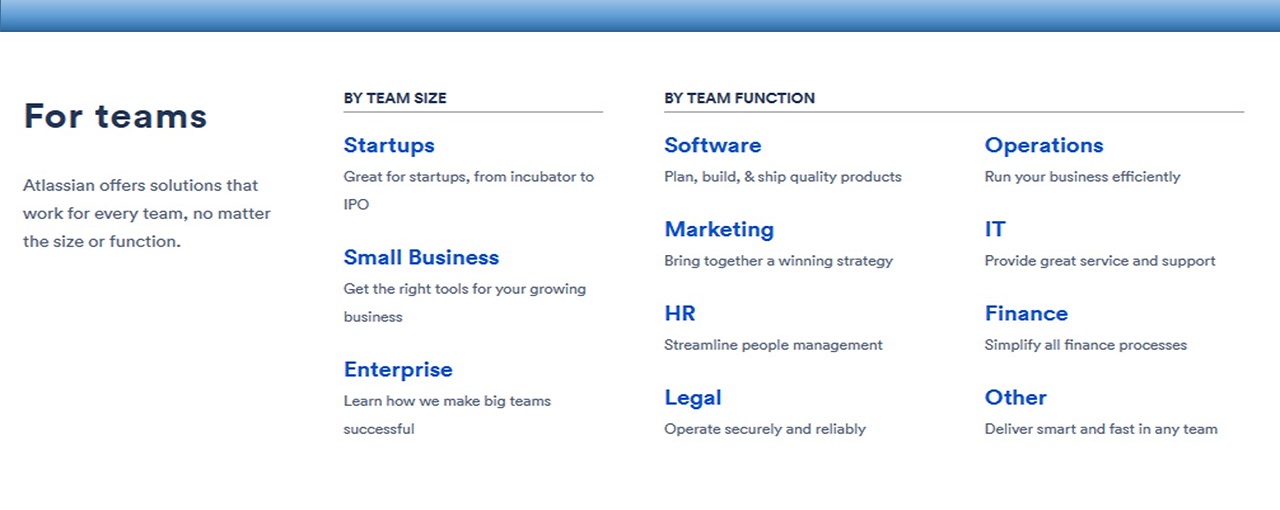 For teams
Atlassian offers solutions that
work for every team, no matter
the size or function.
BY TEAM SIZE
Startups
Great for startups, from incubator to
IPO
Small Business
Get the right tools for your growing
business
Enterprise
Learn how we make big teams
successful
BY TEAM FUNCTION
Software
Plan, build, & ship quality products
Marketing
Bring together a winning strategy
HR
Streamline people management
Legal
Operate securely and reliably
Operations
Run your business efficiently
IT
Provide great service and support
Finance
Simplify all finance processes
Other
Deliver smart and fast in any team